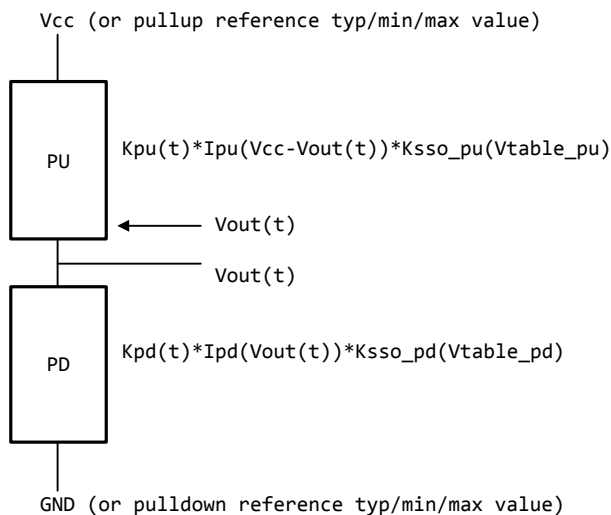 Vcc (or pullup reference typ/min/max value)
PU
Kpu(t)*Ipu(Vcc-Vout(t))*Ksso_pu(Vtable_pu)
Vout(t)
Vout(t)
PD
Kpd(t)*Ipd(Vout(t))*Ksso_pd(Vtable_pd)
GND (or pulldown reference typ/min/max value)